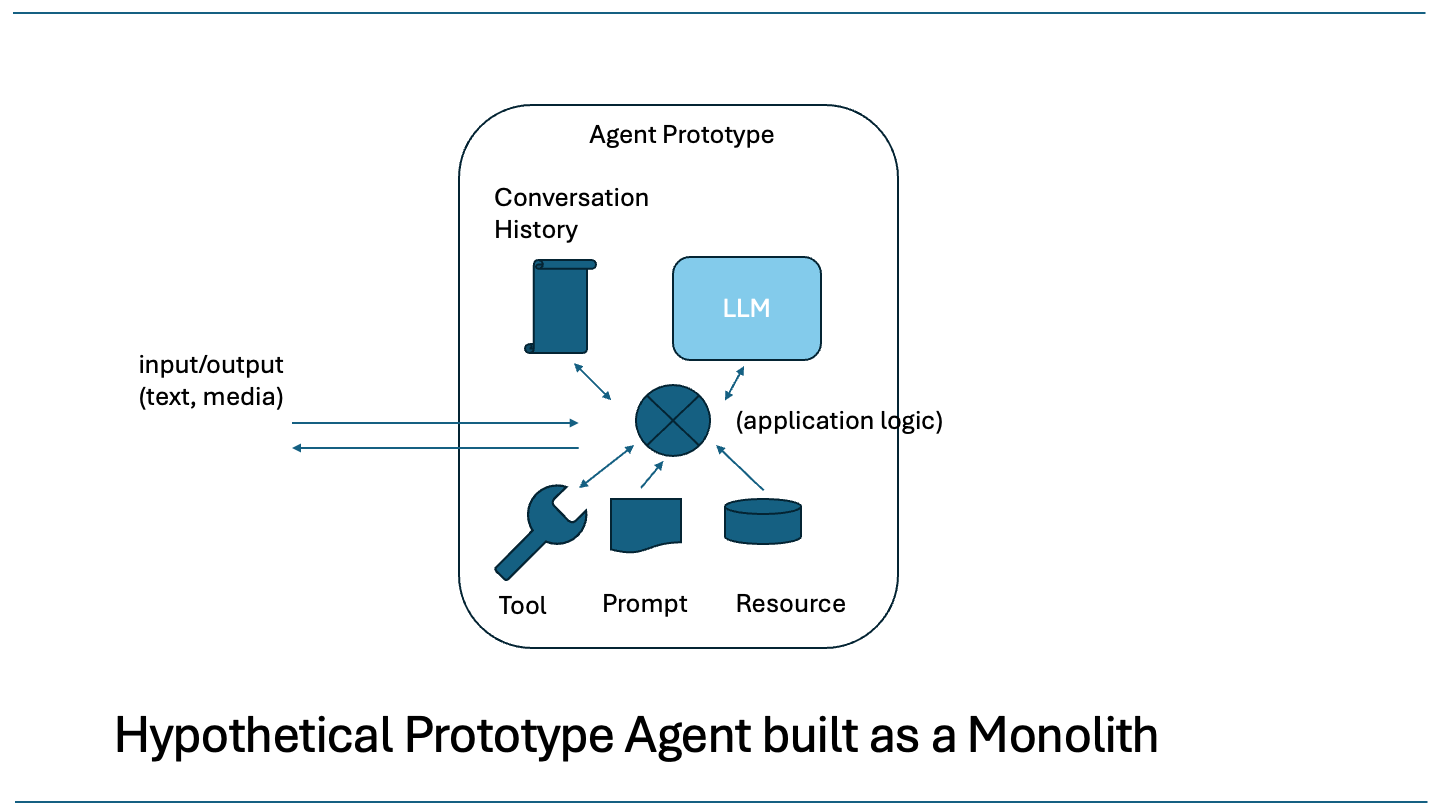 Agent Prototype
Conversation
History
LLM
input/output
(text, media)
(application logic)
Tool
Prompt
Resource
Hypothetical Prototype Agent built as a Monolith